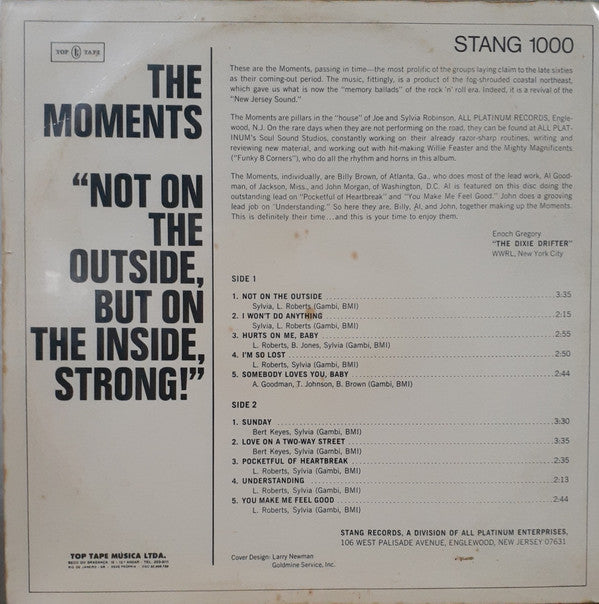 TOP t TAPE
STANG 1000
THE
MOMENTS
“NOT ON
THE
OUTSIDE,
BUT ON
THE INSIDE,
STRONG!”
These are the Moments, passing in time—the most prolific of the groups laying claim to the late sixties
as their coming-out period. The music, fittingly, is a product of the fog-shrouded coastal northeast,
which gave us what is now the “memory ballads” of the rock ’n’ roll era. Indeed, it is a revival of the
“New Jersey Sound.”
The Moments are pillars in the “house” of Joe and Sylvia Robinson, ALL PLATINUM RECORDS, Engle-
wood, N.J. On the rare days when they are not performing on the road, they can be found at ALL PLAT-
INUM’s Soul Sound Studios, constantly working on their already razor-sharp routines, writing and
reviewing new material, and working out with hit-making Willie Feaster and the Mighty Magnificents
(“Funky 8 Corners”), who do all the rhythm and horns in this album.
The Moments, individually, are Billy Brown, of Atlanta, Ga., who does most of the lead work, Al Good-
man, of Jackson, Miss., and John Morgan, of Washington, D.C. Al is featured on this disc doing the
outstanding lead on “Pocketful of Heartbreak” and “You Make Me Feel Good.” John does a grooving
lead job on “Understanding.” So here they are. Billy, Al, and John, together making up the Moments.
This is definitely their time...and this is your time to enjoy them.
Enoch Gregory
“THE DIXIE DRIFTER”
WWRL, New York City
SIDE 1
1. NOT ON THE OUTSIDE 3:35
Sylvia, L. Roberts (Gambi, BMI)
2. I WON’T DO ANYTHING 2:15
Sylvia, L. Roberts (Gambi, BMI)
3. HURTS ON ME, BABY 2:55
L. Roberts, B. Jones, Sylvia (Gambi, BMI)
4. I’M SO LOST 2:50
L. Roberts, Sylvia (Gambi, BMI)
5. SOMEBODY LOVES YOU, BABY 2:44
A. Goodman, T. Johnson, B. Brown (Gambi, BMI)
SIDE 2
1. SUNDAY 3:30
Bert Keyes, Sylvia (Gambi, BMI)
2. LOVE ON A TWO-WAY STREET 3:35
Bert Keyes, Sylvia (Gambi, BMI)
3. POCKETFUL OF HEARTBREAK 2:35
L. Roberts, Sylvia (Gambi, BMI)
4. UNDERSTANDING 2:13
L. Roberts, Sylvia (Gambi, BMI)
5. YOU MAKE ME FEEL GOOD 2:44
L. Roberts, Sylvia (Gambi, BMI)
STANG RECORDS, A DIVISION OF ALL PLATINUM ENTERPRISES,
106 WEST PALISADE AVENUE, ENGLEWOOD, NEW JERSEY 07631
Cover Design: Larry Newman
Goldmine Service, Inc.
TOP TAPE MÚSICA LTDA.
RIO DE JANEIRO